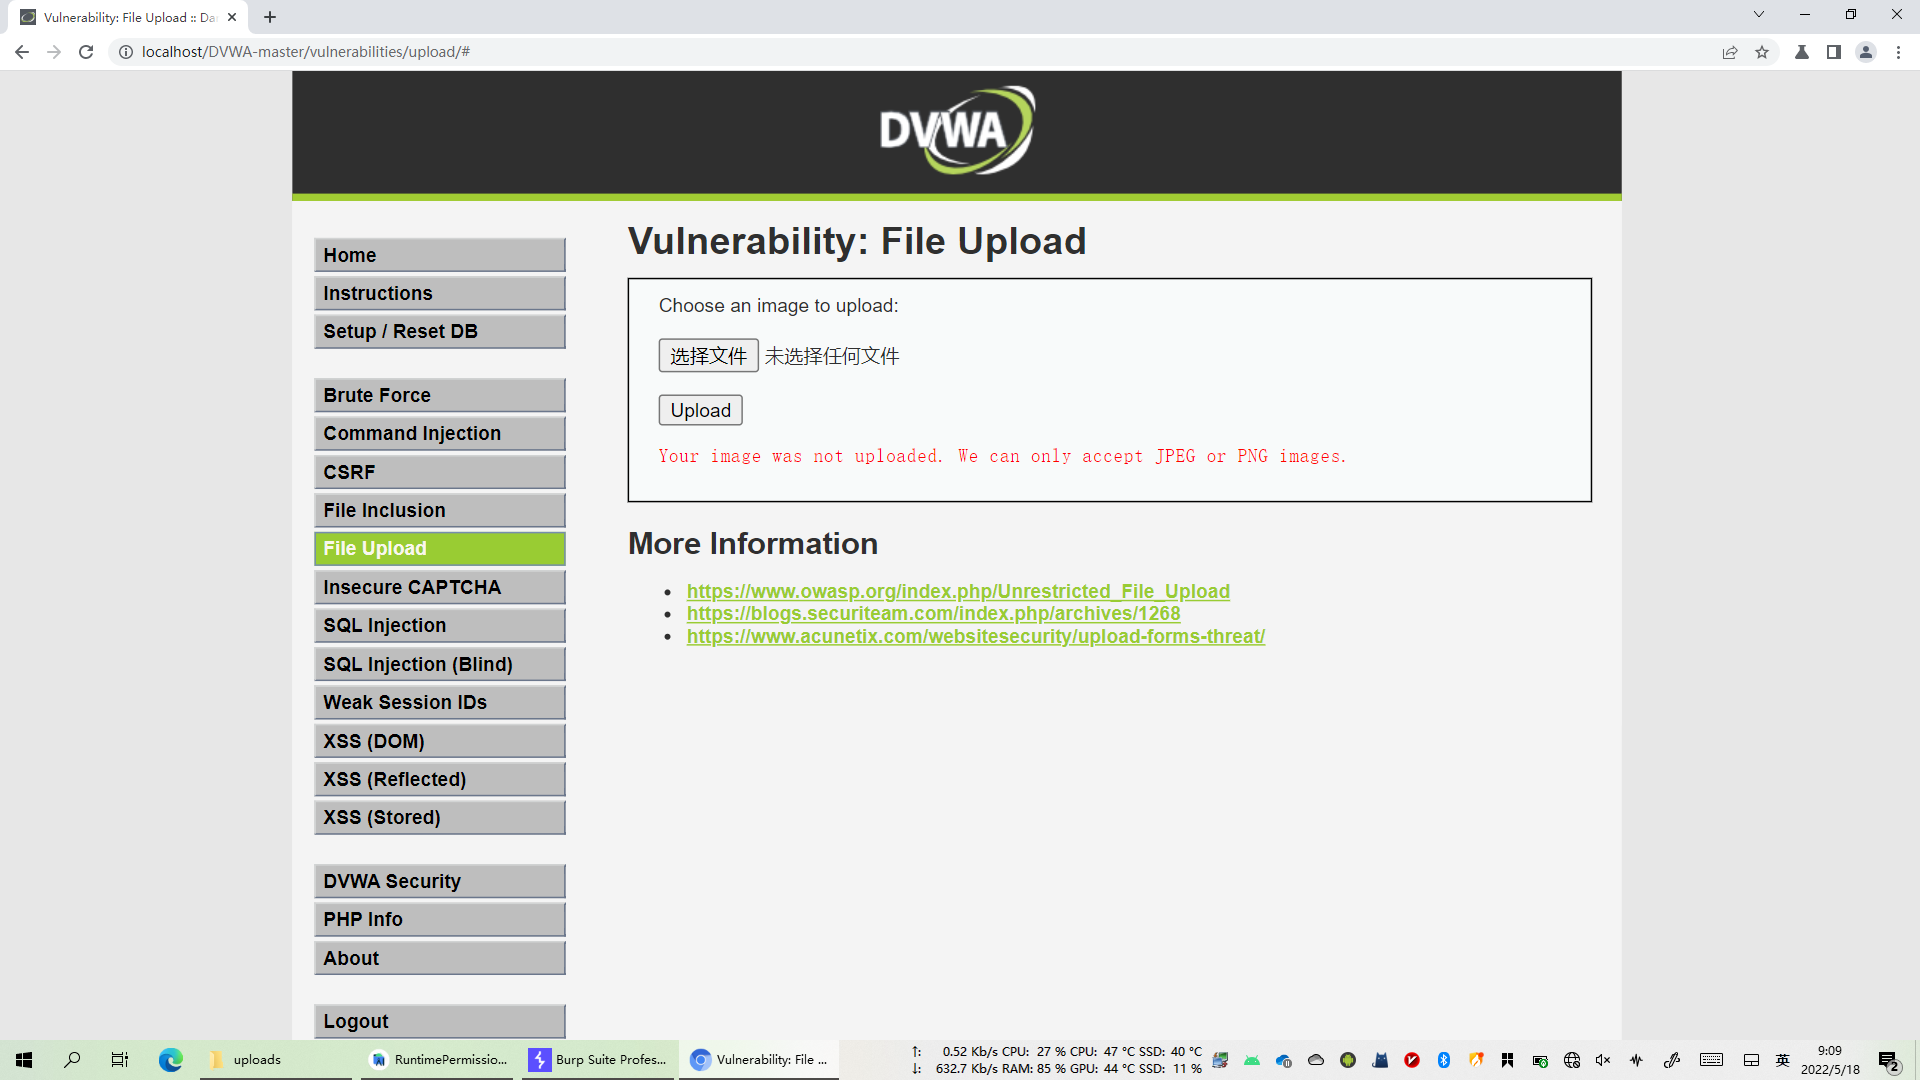 Vulnerability: File Upload :: Da
localhost/DVWA-master/vulnerabilities/upload/#
DVWA
Home
Instructions
Setup / Reset DB
Brute Force
Command Injection
CSRF
File Inclusion
File Upload
Insecure CAPTCHA
SQL Injection
SQL Injection (Blind)
Weak Session IDs
XSS (DOM)
XSS (Reflected)
XSS (Stored)
DVWA Security
PHP Info
About
Logout
Vulnerability: File Upload
Choose an image to upload:
选择文件 未选择任何文件
Upload
Your image was not uploaded. We can only accept JPEG or PNG images.
More Information
https://www.owasp.org/index.php/Unrestricted_File_Upload
https://blogs.securiteam.com/index.php/archives/1268
https://www.acunetix.com/websitesecurity/upload-forms-threat/
uploads
RuntimePermissio...
Burp Suite Profes...
Vulnerability: File ...
↑: 0.52 Kb/s CPU: 27 % CPU: 47 °C SSD: 40 °C
↓: 632.7 Kb/s RAM: 85 % GPU: 44 °C SSD: 11 %
英
9:09
2022/5/18
2